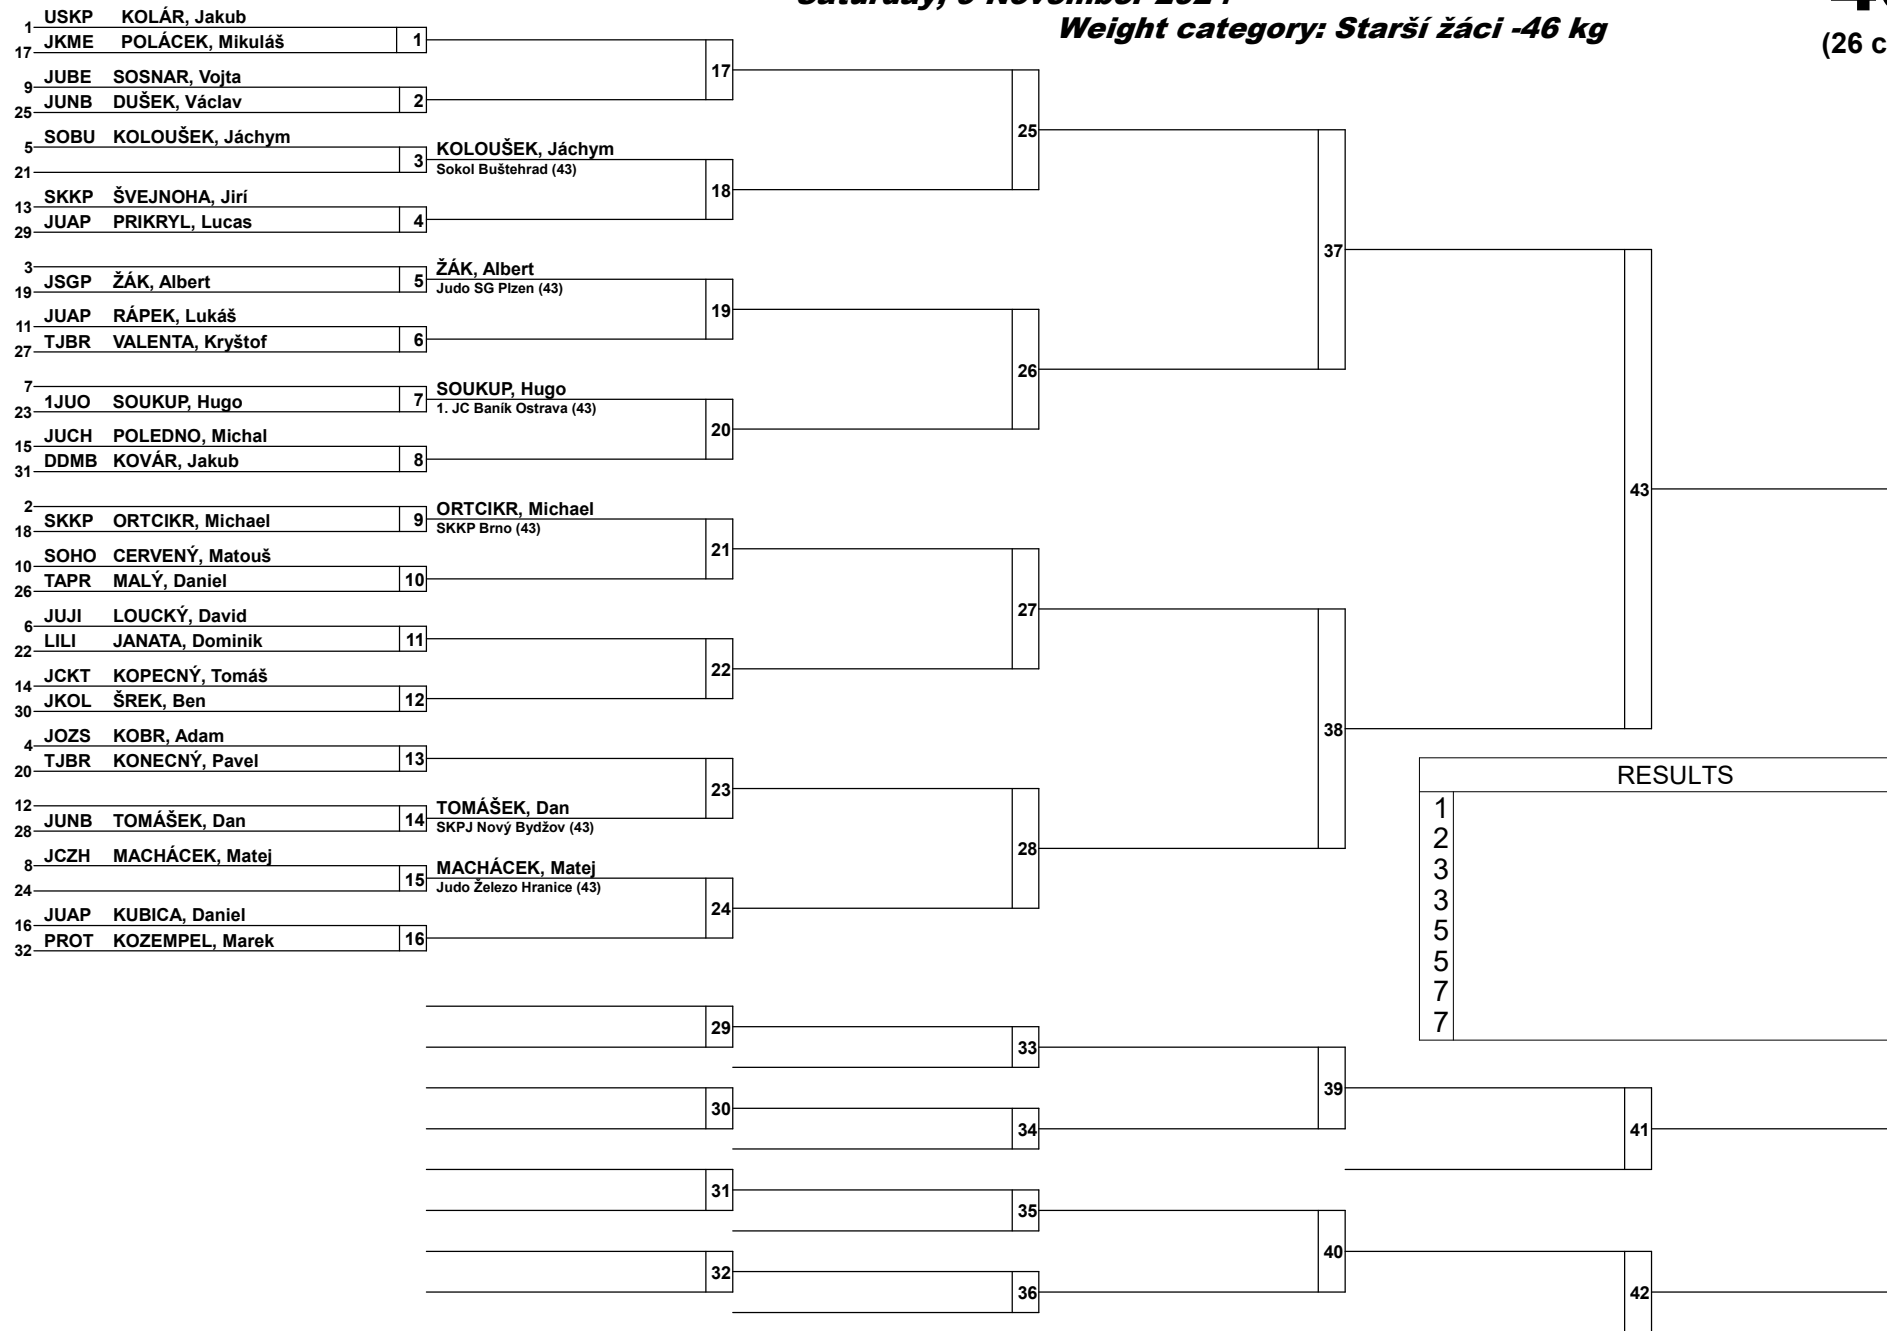 Weight category: Starší žáci -46 kg
(26 c
1 USKP KOLÁR, Jakub
17 JKME POLÁCEK, Mikuláš 1
9 JUBE SOSNAR, Vojta
25 JUNB DUŠEK, Václav 2
17
5 SOBU KOLOUŠEK, Jáchym
21
3 KOLOUŠEK, Jáchym
Sokol Buštehrad (43)
13 SKKP ŠVEJNOHA, Jirí
29 JUAP PRIKRYL, Lucas 4
18
25
3
19 JSGP ŽÁK, Albert 5
ŽÁK, Albert
Judo SG Plzen (43)
11 JUAP RÁPEK, Lukáš
27 TJBR VALENTA, Kryštof 6
19
7
23 1JUO SOUKUP, Hugo 7
SOUKUP, Hugo
1. JC Baník Ostrava (43)
15 JUCH POLEDNO, Michal
31 DDMB KOVÁR, Jakub 8
20
26
37
2
18 SKKP ORTCIKR, Michael 9
ORTCIKR, Michael
SKKP Brno (43)
10 SOHO CERVENÝ, Matouš
26 TAPR MALÝ, Daniel 10
21
6 JUJI LOUCKÝ, David
22 LILI JANATA, Dominik 11
14 JCKT KOPECNÝ, Tomáš
30 JKOL ŠREK, Ben 12
22
27
4 JOZS KOBR, Adam
20 TJBR KONECNÝ, Pavel 13
12
28 JUNB TOMÁŠEK, Dan 14
TOMÁŠEK, Dan
SKPJ Nový Bydžov (43)
23
8 JCZH MACHÁCEK, Matej
24
15 MACHÁCEK, Matej
Judo Železo Hranice (43)
16 JUAP KUBICA, Daniel
32 PROT KOZEMPEL, Marek 16
24
28
38
43
RESULTS
1
2
3
3
5
5
7
7
29
33
39
30
34
41
31
35
40
32
36
42